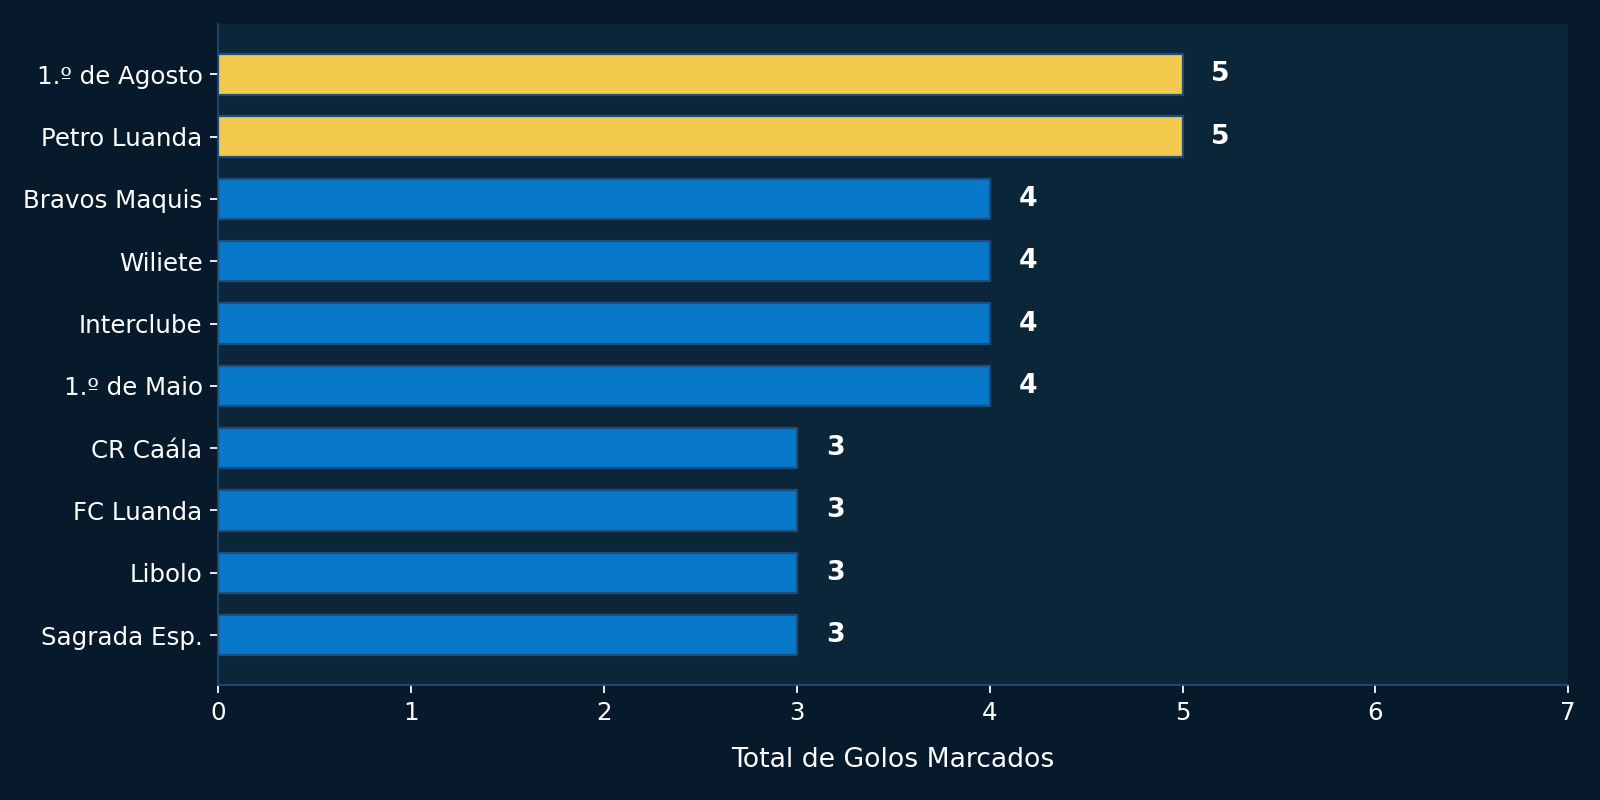 1.º de Agosto 5
Petro Luanda 5
Bravos Maquis 4
Wiliete 4
Interclube 4
1.º de Maio 4
CR Caála 3
FC Luanda 3
Libolo 3
Sagrada Esp. 3
0 1 2 3 4 5 6 7
Total de Golos Marcados